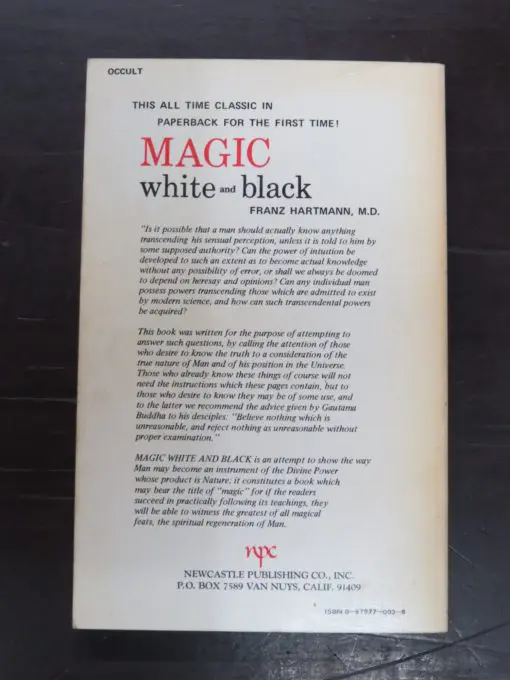 OCCULT
THIS ALL TIME CLASSIC IN
PAPERBACK FOR THE FIRST TIME!
MAGIC
white and black
FRANZ HARTMANN, M.D.
"Is it possible that a man should actually know anything
transcending his sensual perception, unless it is told to him by
some supposed authority? Can the power of intuition be
developed to such an extent as to become actual knowledge
without any possibility of error, or shall we always be doomed
to depend on heresay and opinions? Can any individual man
possess powers transcending those which are admitted to exist
by modern science, and how can such transcendental powers
be acquired?
This book was written for the purpose of attempting to
answer such questions, by calling the attention of those
who desire to know the truth to a consideration of the
true nature of Man and of his position in the Universe.
Those who already know these things of course will not
need the instructions which these pages contain, but to
those who desire to know they may be of some use, and
to the latter we recommend the advice given by Gautama
Buddha to his desciples: "Believe nothing which is
unreasonable, and reject nothing as unreasonable without
proper examination."
MAGIC WHITE AND BLACK is an attempt to show the way
Man may become an instrument of the Divine Power
whose product is Nature; it constitutes a book which
may bear the title of "magic" for if the readers
succeed in practically following its teachings, they
will be able to witness the greatest of all magical
feats, the spiritual regeneration of Man.
npc
NEWCASTLE PUBLISHING CO., INC.
P.O. BOX 7589 VAN NUYS, CALIF. 91409